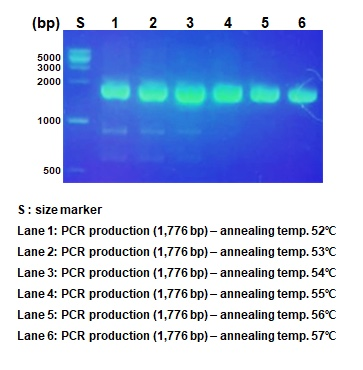 (bp) S 1 2 3 4 5 6
5000
3000
2000
1000
500
S : size marker
Lane 1: PCR production (1,776 bp) – annealing temp. 52℃
Lane 2: PCR production (1,776 bp) – annealing temp. 53℃
Lane 3: PCR production (1,776 bp) – annealing temp. 54℃
Lane 4: PCR production (1,776 bp) – annealing temp. 55℃
Lane 5: PCR production (1,776 bp) – annealing temp. 56℃
Lane 6: PCR production (1,776 bp) – annealing temp. 57℃